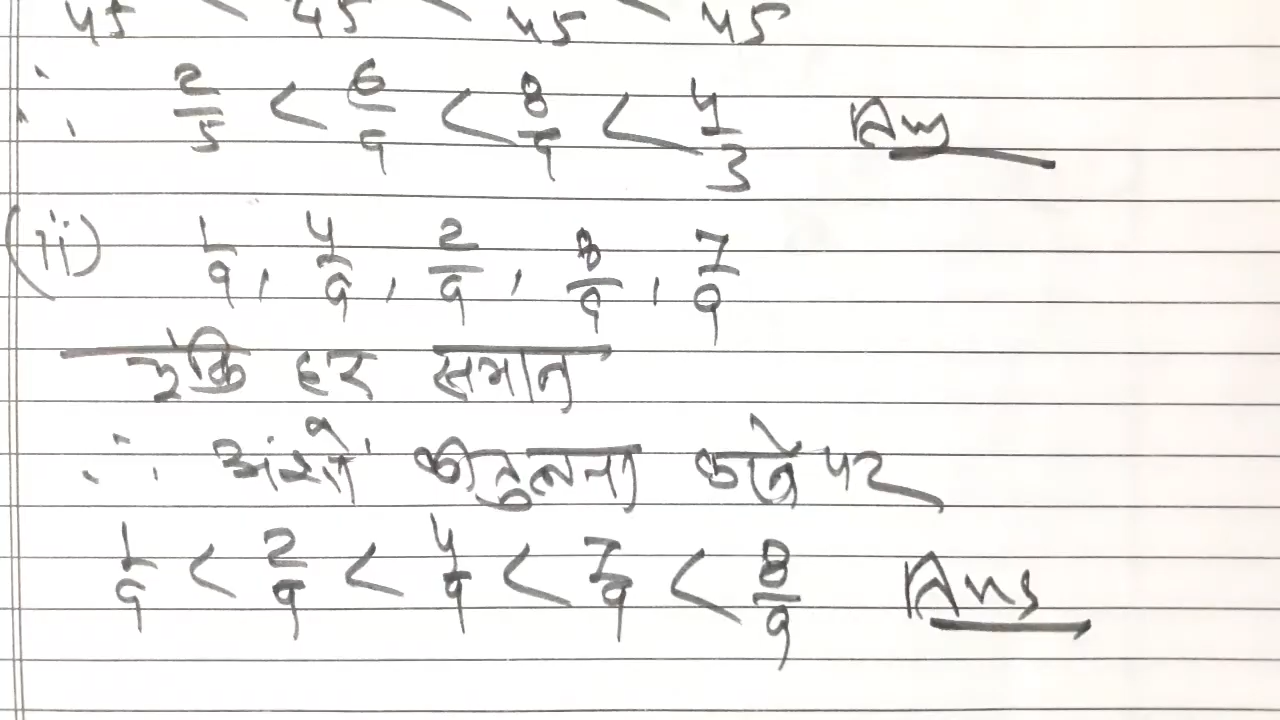 45 < 45 < 45 < 45
∴ 2/5 < 6/9 < 8/9 < 4/3 Ans
(ii) 1/9, 4/9, 2/9, 8/9, 7/9
चूंकि हर समान
∴ अंशों की तुलना करने पर
1/9 < 2/9 < 4/9 < 7/9 < 8/9 Ans